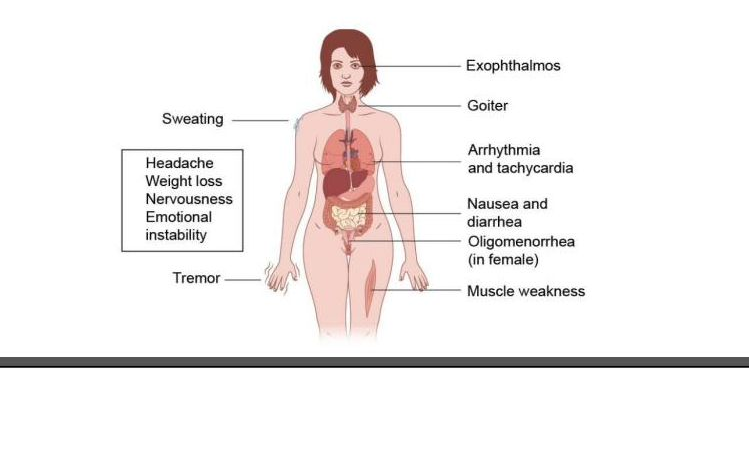 Exophthalmos
Goiter
Sweating
Arrhythmia
and tachycardia
Headache
Weight loss
Nervousness
Emotional
instability
Nausea and
diarrhea
Oligomenorrhea
(in female)
Tremor
Muscle weakness